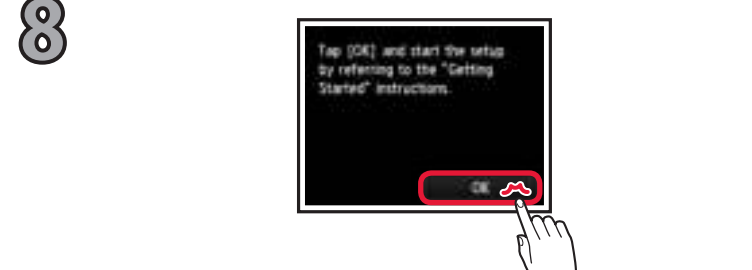 8
Tap [OK] and start the setup
by referring to the "Getting
Started" instructions.
OK